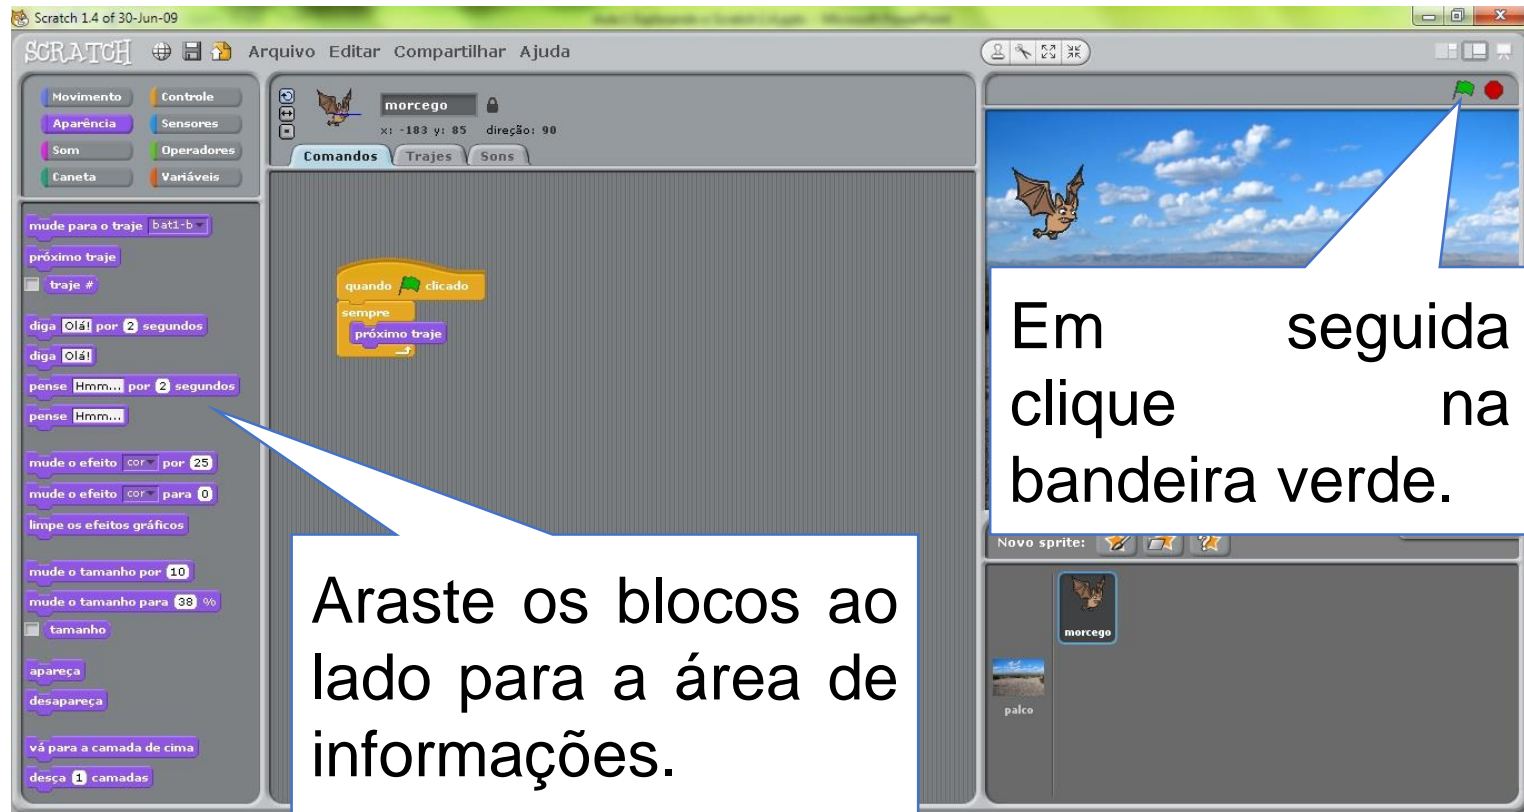 Scratch 1.4 of 30-Jun-09
SCRATCH
Arquivo Editar Compartilhar Ajuda
Movimento Controle
Aparência Sensores
Som Operadores
Caneta Variáveis
morcego
x: -183 y: 85 direção: 90
Comandos Trajes Sons
mude para o traje bat1-b
próximo traje
traje #
diga Olá! por 2 segundos
diga Olá!
pense Hmm... por 2 segundos
pense Hmm...
mude o efeito cor por 25
mude o efeito cor para 0
limpe os efeitos gráficos
mude o tamanho por 10
mude o tamanho para 38 %
tamanho
apareça
desapareça
vá para a camada de cima
desça 1 camadas
quando clicado
sempre
próximo traje
Araste os blocos ao
lado para a área de
informações.
Em seguida
clique na
bandeira verde.
Novo sprite:
morcego
palco